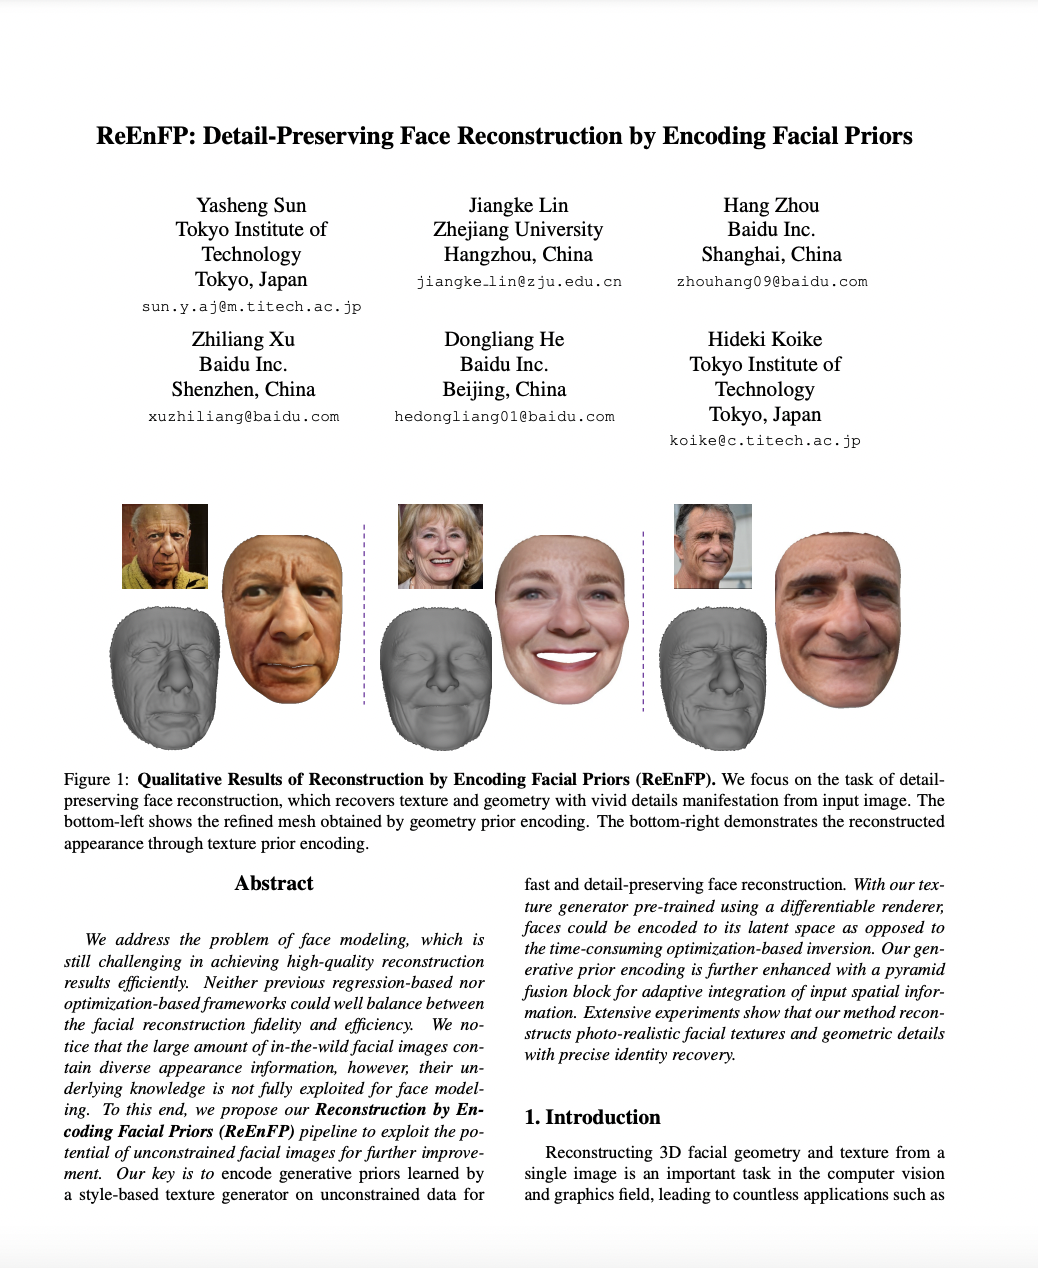 ReEnFP: Detail-Preserving Face Reconstruction by Encoding Facial Priors
Yasheng Sun
Tokyo Institute of
Technology
Tokyo, Japan
sun.y.aj@m.titech.ac.jp
Jiangke Lin
Zhejiang University
Hangzhou, China
jiangke_lin@zju.edu.cn
Hang Zhou
Baidu Inc.
Shanghai, China
zhouhang09@baidu.com
Zhiliang Xu
Baidu Inc.
Shenzhen, China
xuzhiliang@baidu.com
Dongliang He
Baidu Inc.
Beijing, China
hedongliang01@baidu.com
Hideki Koike
Tokyo Institute of
Technology
Tokyo, Japan
koike@c.titech.ac.jp
Figure 1: Qualitative Results of Reconstruction by Encoding Facial Priors (ReEnFP). We focus on the task of detail-
preserving face reconstruction, which recovers texture and geometry with vivid details manifestation from input image. The
bottom-left shows the refined mesh obtained by geometry prior encoding. The bottom-right demonstrates the reconstructed
appearance through texture prior encoding.
Abstract
We address the problem of face modeling, which is
still challenging in achieving high-quality reconstruction
results efficiently. Neither previous regression-based nor
optimization-based frameworks could well balance between
the facial reconstruction fidelity and efficiency. We no-
tice that the large amount of in-the-wild facial images con-
tain diverse appearance information, however, their un-
derlying knowledge is not fully exploited for face model-
ing. To this end, we propose our Reconstruction by En-
coding Facial Priors (ReEnFP) pipeline to exploit the po-
tential of unconstrained facial images for further improve-
ment. Our key is to encode generative priors learned by
a style-based texture generator on unconstrained data for
fast and detail-preserving face reconstruction. With our tex-
ture generator pre-trained using a differentiable renderer,
faces could be encoded to its latent space as opposed to
the time-consuming optimization-based inversion. Our gen-
erative prior encoding is further enhanced with a pyramid
fusion block for adaptive integration of input spatial infor-
mation. Extensive experiments show that our method recon-
structs photo-realistic facial textures and geometric details
with precise identity recovery.
1. Introduction
Reconstructing 3D facial geometry and texture from a
single image is an important task in the computer vision
and graphics field, leading to countless applications such as